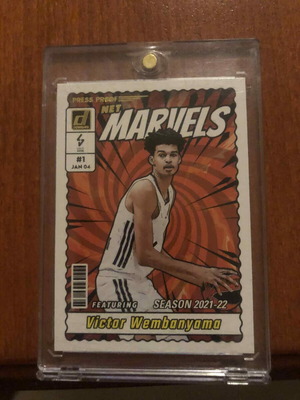 PRESS PROOF
NET
MARVELS
#1
JAN 04
FEATURING SEASON 2021-22
Victor Wembanyama